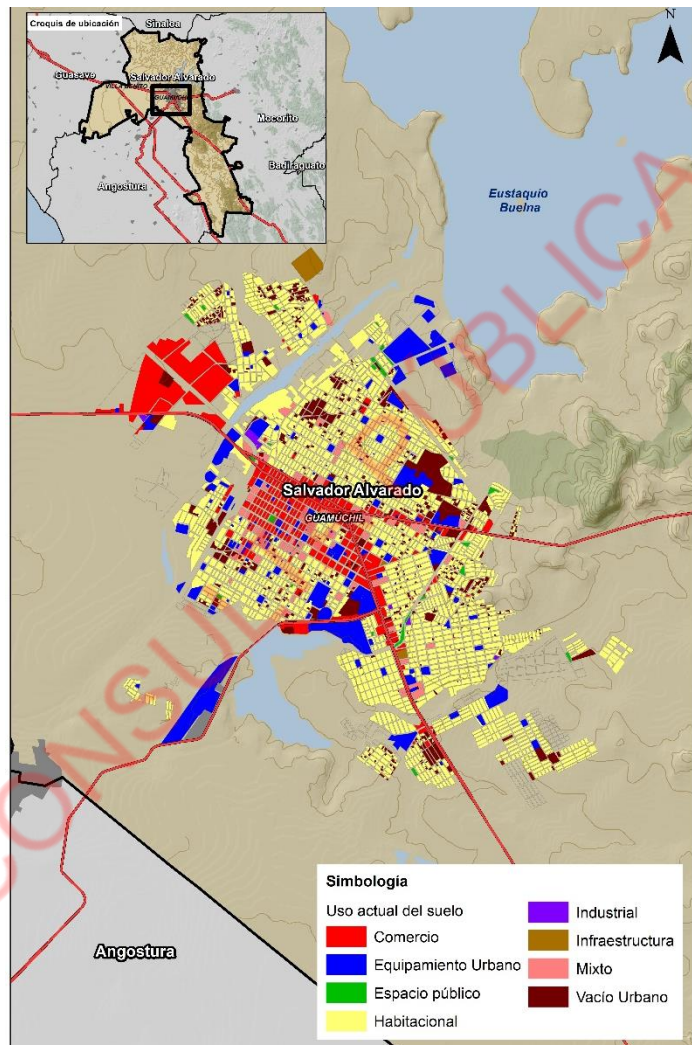 Croquis de ubicación
Sinaloa
Guasave
Salvador Alvarado
GUAMÚCHIL
Mocorito
Badiraguato
Angostura
N
Eustaquio
Buelna
CONSULTA PÚBLICA
Salvador Alvarado
GUAMÚCHIL
Angostura
Simbología
Uso actual del suelo
Comercio
Equipamiento Urbano
Espacio público
Habitacional
Industrial
Infraestructura
Mixto
Vacío Urbano